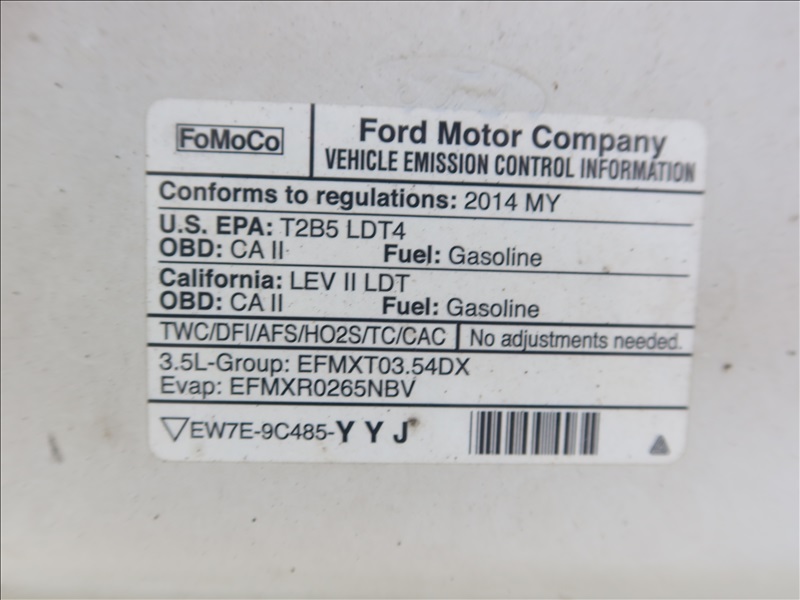 FoMoCo
Ford Motor Company
VEHICLE EMISSION CONTROL INFORMATION
Conforms to regulations: 2014 MY
U.S. EPA: T2B5 LDT4
OBD: CA II Fuel: Gasoline
California: LEV II LDT
OBD: CA II Fuel: Gasoline
TWC/DFI/AFS/HO2S/TC/CAC No adjustments needed.
3.5L-Group: EFMXT03.54DX
Evap: EFMXR0265NBV
EW7E-9C485-YYJ